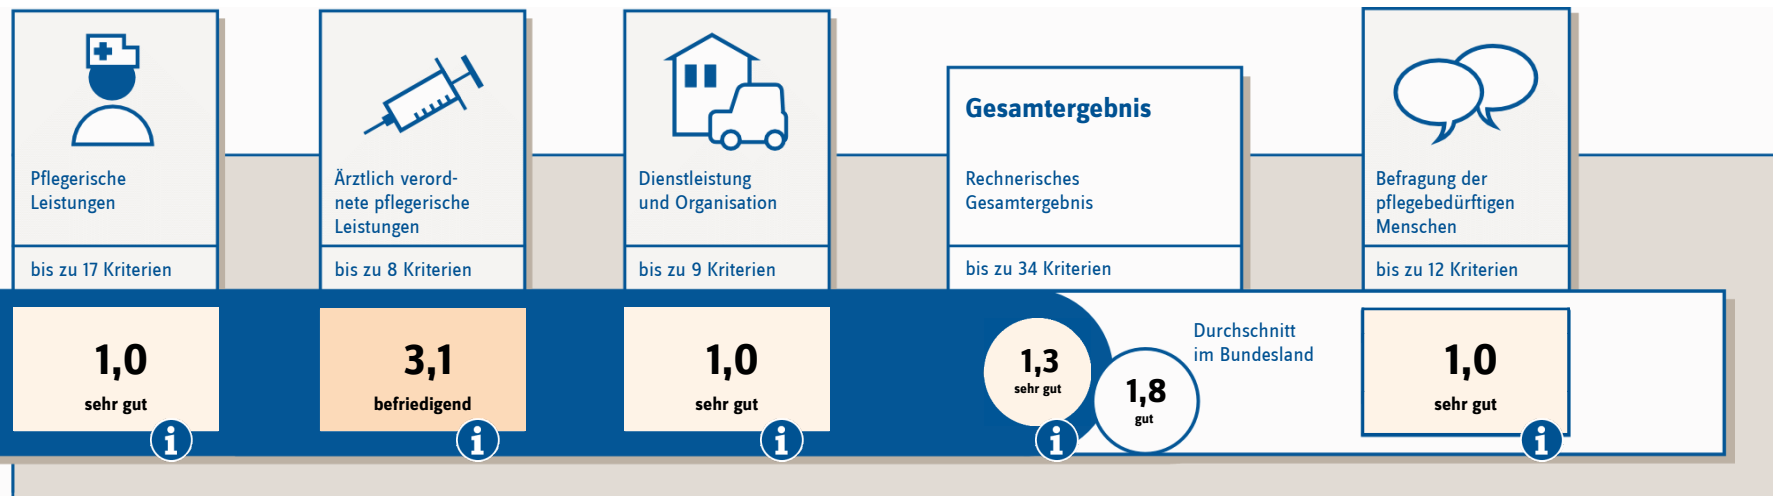 Pflegerische
Leistungen
bis zu 17 Kriterien
1,0
sehr gut
i
Ärztlich verord-
nete pflegerische
Leistungen
bis zu 8 Kriterien
3,1
befriedigend
i
Dienstleistung
und Organisation
bis zu 9 Kriterien
1,0
sehr gut
i
Gesamtergebnis
Rechnerisches
Gesamtergebnis
bis zu 34 Kriterien
1,3
sehr gut
i
Durchschnitt
im Bundesland
1,8
gut
Befragung der
pflegebedürftigen
Menschen
bis zu 12 Kriterien
1,0
sehr gut
i